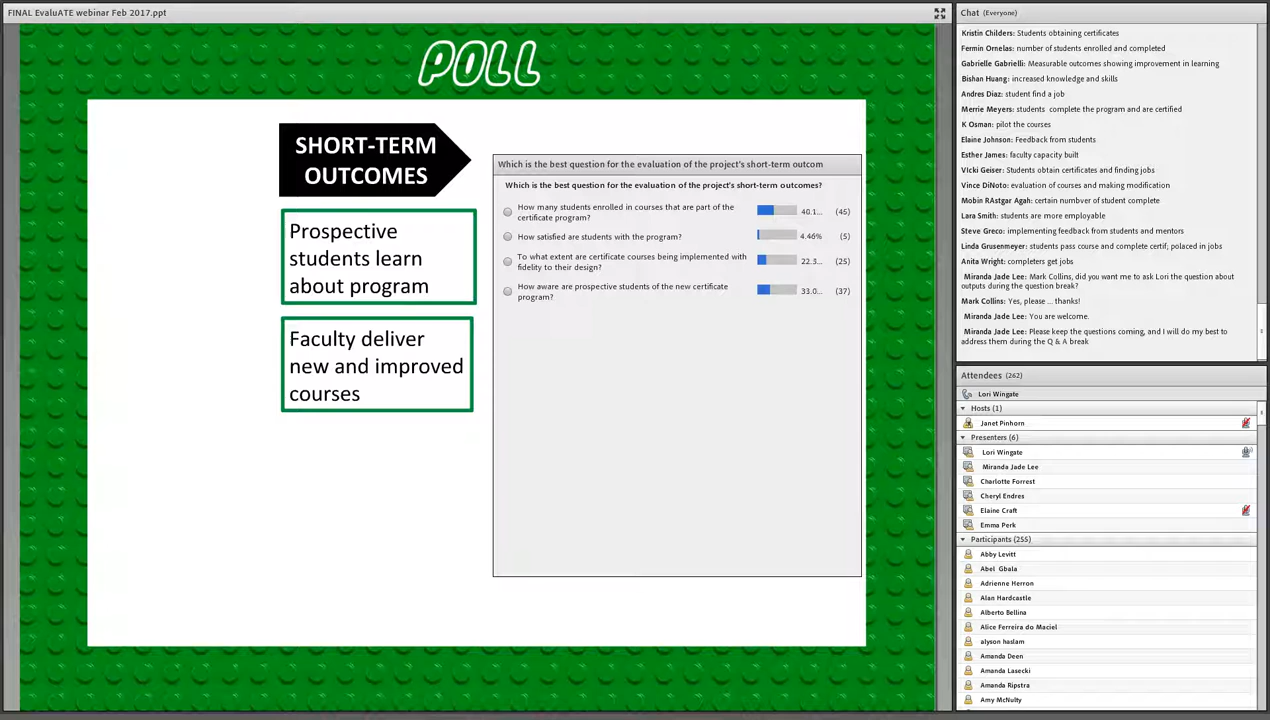 FINAL EvaluATE webinar Feb 2017.ppt
POLL
SHORT-TERM
OUTCOMES
Prospective
students learn
about program
Faculty deliver
new and improved
courses
Which is the best question for the evaluation of the project's short-term outcom
Which is the best question for the evaluation of the project's short-term outcomes?
How many students enrolled in courses that are part of the
certificate program?
40.1... (45)
How satisfied are students with the program?
4.46% (5)
To what extent are certificate courses being implemented with
fidelity to their design?
22.3... (25)
How aware are prospective students of the new certificate
program?
33.0... (37)
Chat (Everyone)
Kristin Childers: Students obtaining certificates
Fermin Ornelas: number of students enrolled and completed
Gabrielle Gabrielli: Measurable outcomes showing improvement in learning
Bishan Huang: increased knowledge and skills
Andres Diaz: student find a job
Merrie Meyers: students complete the program and are certified
K Osman: pilot the courses
Elaine Johnson: Feedback from students
Esther James: faculty capacity built
VIcki Geiser: Students obtain certificates and finding jobs
Vince DiNoto: evaluation of courses and making modification
Mobin RAstgar Agah: certain numbver of student complete
Lara Smith: students are more employable
Steve Greco: implementing feedback from students and mentors
Linda Grusenmeyer: students pass course and complete certif; polaced in jobs
Anita Wright: completers get jobs
Miranda Jade Lee: Mark Collins, did you want me to ask Lori the question about
outputs during the question break?
Mark Collins: Yes, please ... thanks!
Miranda Jade Lee: You are welcome.
Miranda Jade Lee: Please keep the questions coming, and I will do my best to
address them during the Q & A break
Attendees (262)
Lori Wingate
Hosts (1)
Janet Pinhorn
Presenters (6)
Lori Wingate
Miranda Jade Lee
Charlotte Forrest
Cheryl Endres
Elaine Craft
Emma Perk
Participants (255)
Abby Levitt
Abel Gbala
Adrienne Herron
Alan Hardcastle
Alberto Bellina
Alice Ferreira do Maciel
alyson haslam
Amanda Deen
Amanda Lasecki
Amanda Ripstra
Amy McNulty